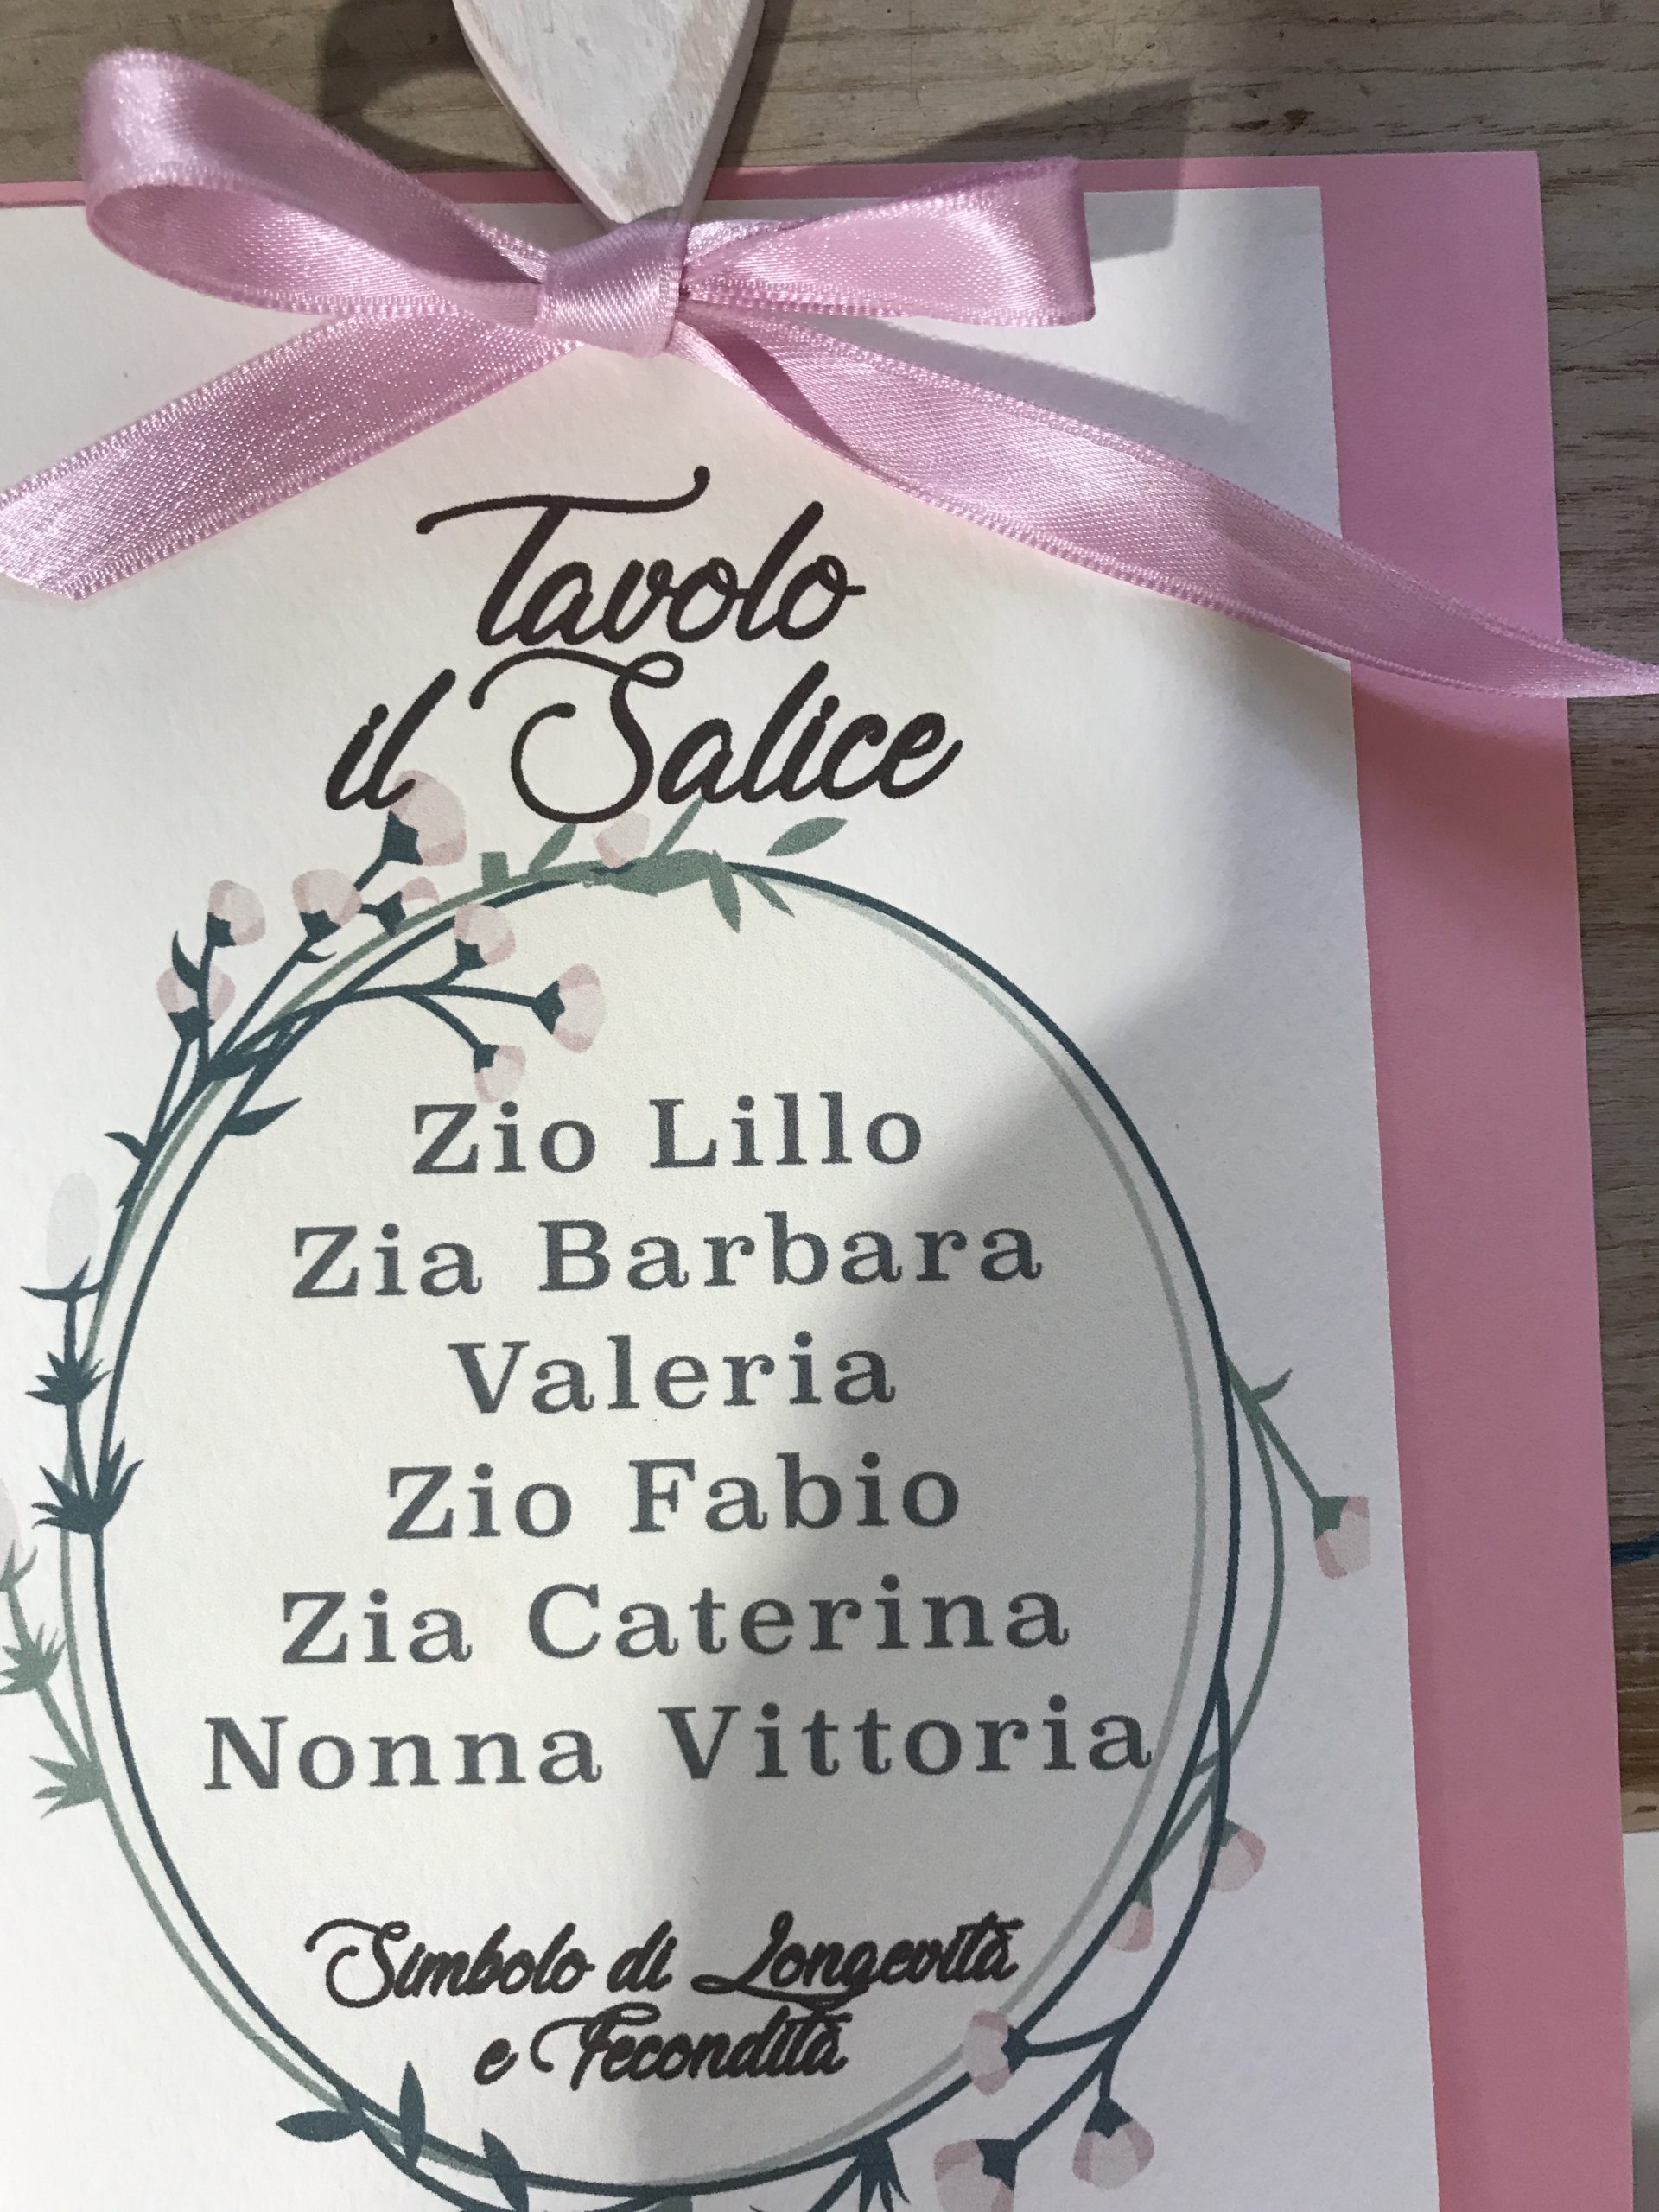 Tavolo
il Salice
Zio Lillo
Zia Barbara
Valeria
Zio Fabio
Zia Caterina
Nonna Vittoria
Simbolo di Longevità
e Fecondità